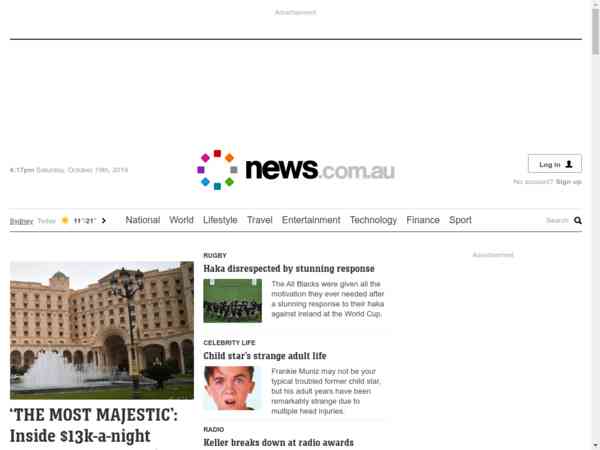 Advertisement
4:17pm Saturday, October 19th, 2019
news.com.au
Log in
No account? Sign up
Sydney Today 11°/21°
National World Lifestyle Travel Entertainment Technology Finance Sport
Search
‘THE MOST MAJESTIC’:
Inside $13k-a-night
RUGBY
Haka disrespected by stunning response
The All Blacks were given all the
motivation they ever needed after
a stunning response to their haka
against Ireland at the World Cup.
CELEBRITY LIFE
Child star’s strange adult life
Frankie Muniz may not be your
typical troubled former child star,
but his adult years have been
remarkably strange due to
multiple head injuries.
RADIO
Keller breaks down at radio awards
Advertisement